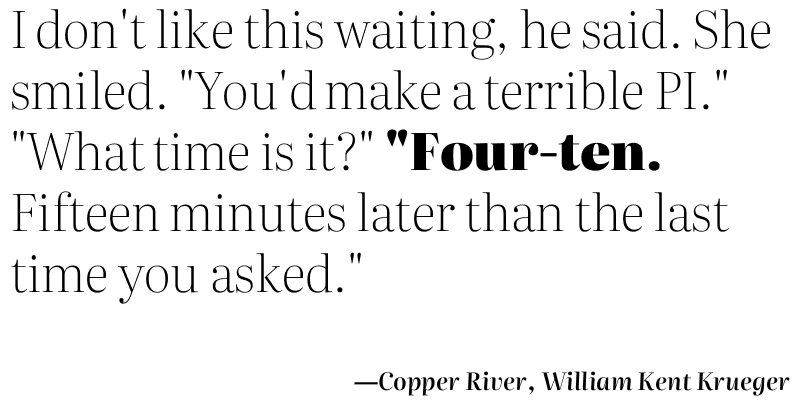 I don't like this waiting, he said. She
smiled. "You'd make a terrible PI."
"What time is it?" "Four-ten.
Fifteen minutes later than the last
time you asked."
—Copper River, William Kent Krueger